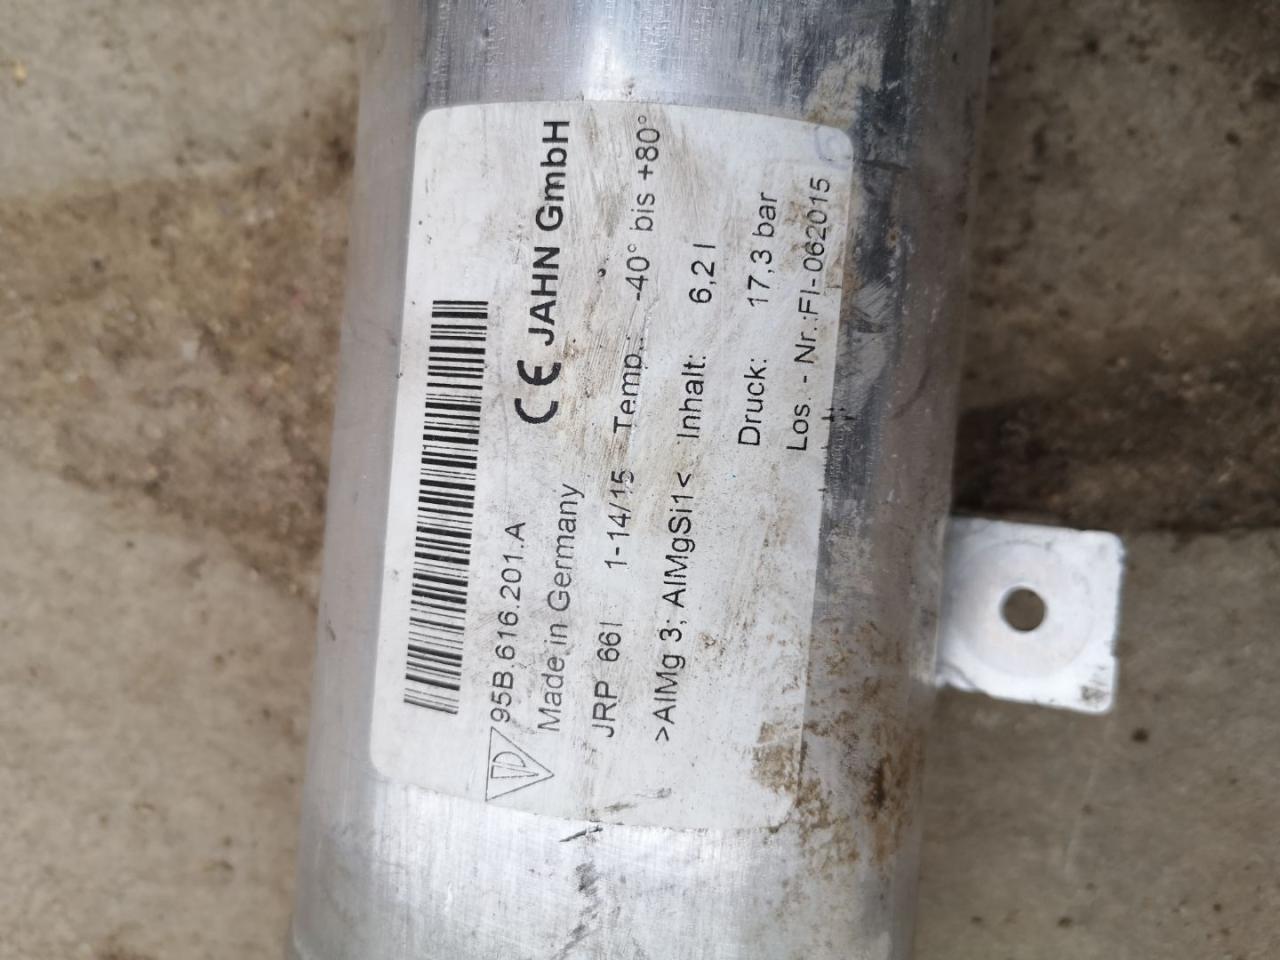 95B.616.201.A
CE JAHN GmbH
Made in Germany
JRP 66l 1-14/15 Temp.: -40° bis +80°
>AlMg 3; AlMgSi1< Inhalt: 6,2 l
Druck: 17,3 bar
Los. - Nr.:FI-062015